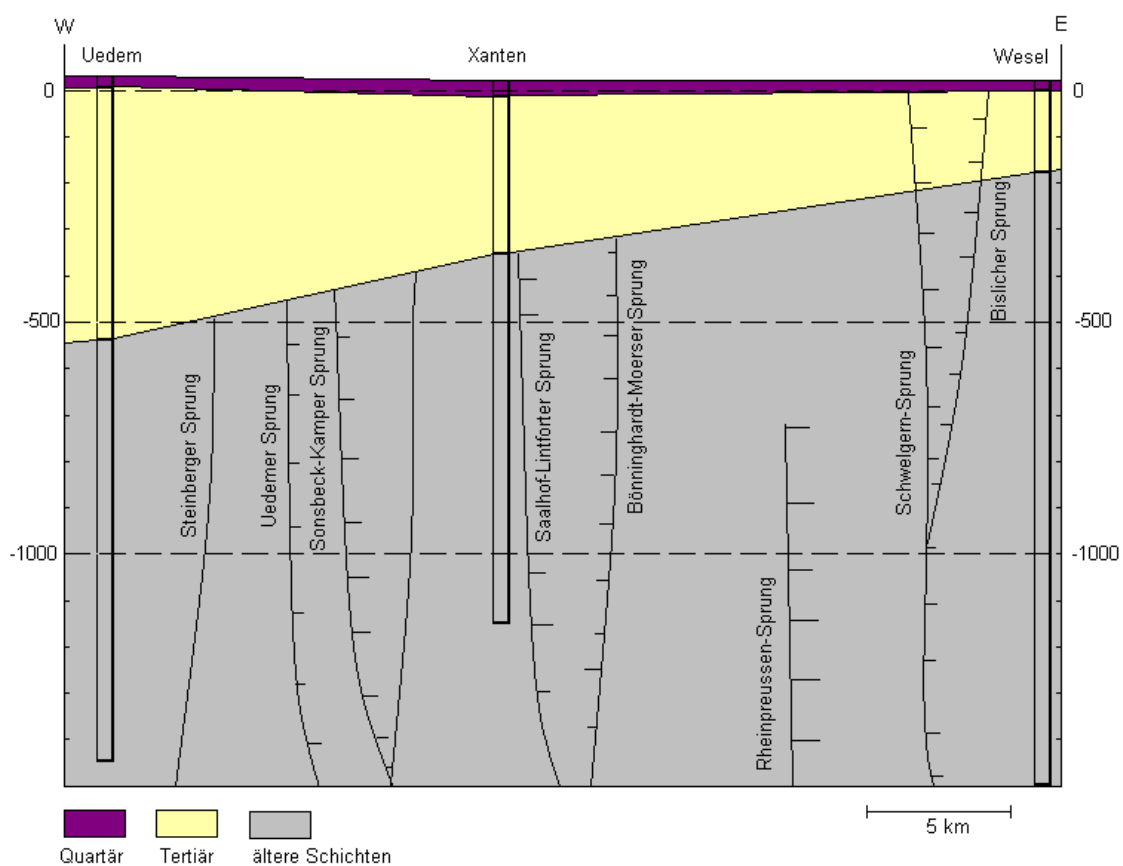 W
E
Uedem
Xanten
Wesel
0
0
-500
-500
-1000
-1000
Steinberger Sprung
Uedemer Sprung
Sonsbeck-Kamper Sprung
Saalhof-Lintforter Sprung
Bönninghardt-Moerser Sprung
Rheinpreussen-Sprung
Schwelgern-Sprung
Bislicher Sprung
5 km
Quartär
Tertiär
ältere Schichten